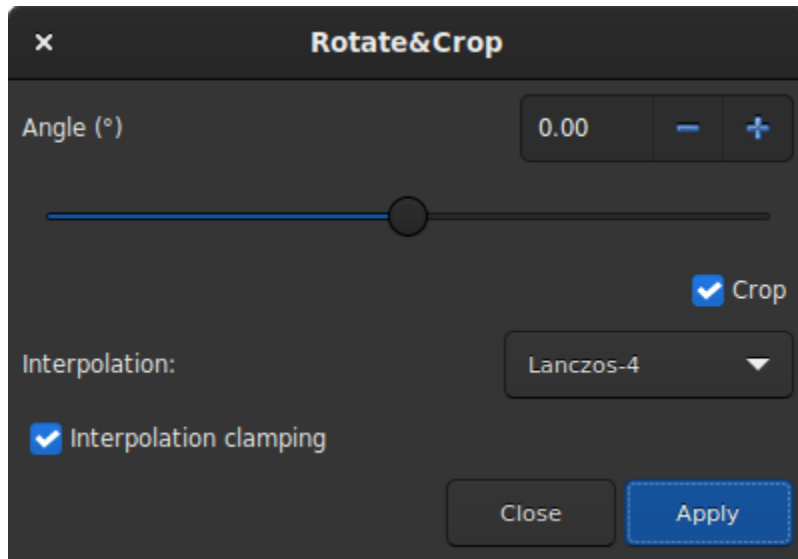 Rotate&Crop
Angle (°)
0.00
Crop
Interpolation:
Lanczos-4
Interpolation clamping
Close
Apply